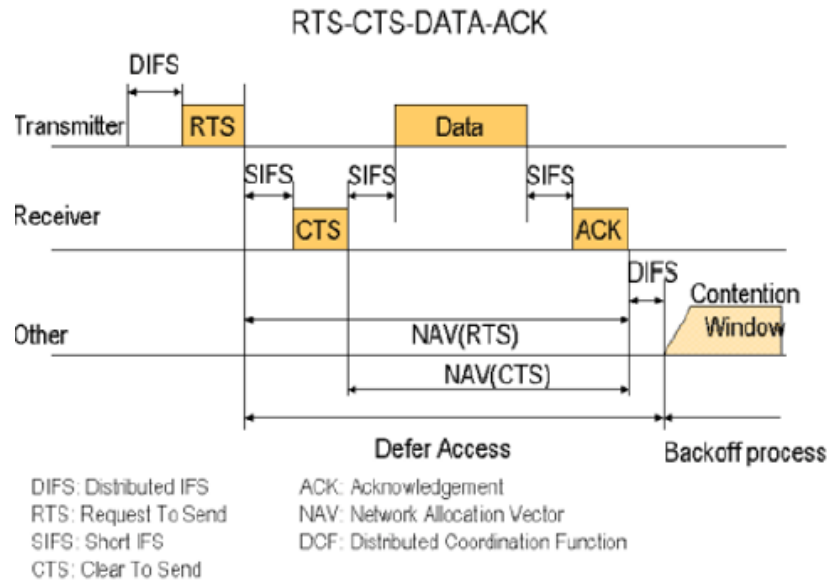 RTS-CTS-DATA-ACK
DIFS
Transmitter RTS Data
SIFS SIFS SIFS
Receiver CTS ACK
DIFS
Contention
Window
Other NAV(RTS)
NAV(CTS)
Defer Access Backoff process
DIFS: Distributed IFS ACK: Acknowledgement
RTS: Request To Send NAV: Network Allocation Vector
SIFS: Short IFS DCF: Distributed Coordination Function
CTS: Clear To Send